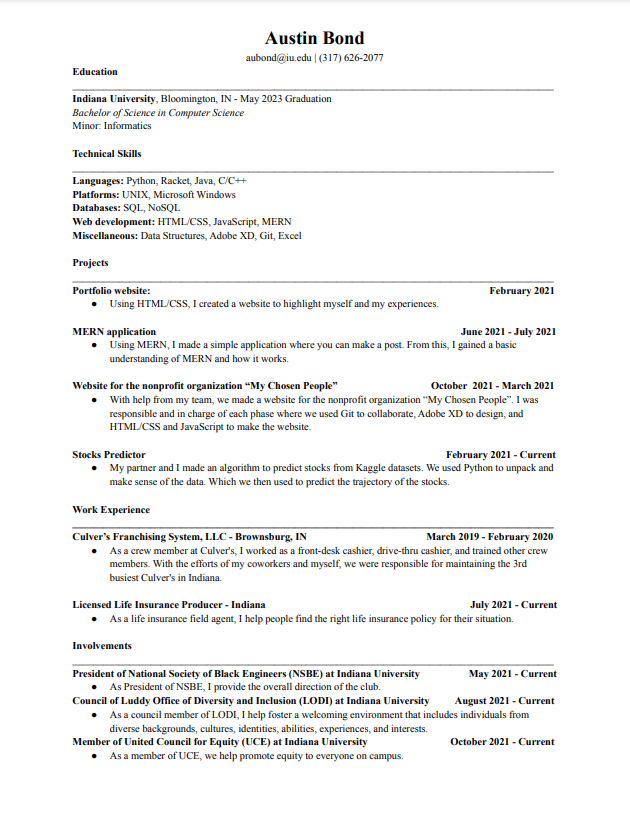 Austin Bond
aubond@iu.edu | (317) 626-2077
Education
Indiana University, Bloomington, IN - May 2023 Graduation
Bachelor of Science in Computer Science
Minor: Informatics
Technical Skills
Languages: Python, Racket, Java, C/C++
Platforms: UNIX, Microsoft Windows
Databases: SQL, NoSQL
Web development: HTML/CSS, JavaScript, MERN
Miscellaneous: Data Structures, Adobe XD, Git, Excel
Projects
Portfolio website: February 2021
● Using HTML/CSS, I created a website to highlight myself and my experiences.
MERN application June 2021 - July 2021
● Using MERN, I made a simple application where you can make a post. From this, I gained a basic
understanding of MERN and how it works.
Website for the nonprofit organization “My Chosen People” October 2021 - March 2021
● With help from my team, we made a website for the nonprofit organization “My Chosen People”. I was
responsible and in charge of each phase where we used Git to collaborate, Adobe XD to design, and
HTML/CSS and JavaScript to make the website.
Stocks Predictor February 2021 - Current
● My partner and I made an algorithm to predict stocks from Kaggle datasets. We used Python to unpack and
make sense of the data. Which we then used to predict the trajectory of the stocks.
Work Experience
Culver’s Franchising System, LLC - Brownsburg, IN March 2019 - February 2020
● As a crew member at Culver's, I worked as a front-desk cashier, drive-thru cashier, and trained other crew
members. With the efforts of my coworkers and myself, we were responsible for maintaining the 3rd
busiest Culver's in Indiana.
Licensed Life Insurance Producer - Indiana July 2021 - Current
● As a life insurance field agent, I help people find the right life insurance policy for their situation.
Involvements
President of National Society of Black Engineers (NSBE) at Indiana University May 2021 - Current
● As President of NSBE, I provide the overall direction of the club.
Council of Luddy Office of Diversity and Inclusion (LODI) at Indiana University August 2021 - Current
● As a council member of LODI, I help foster a welcoming environment that includes individuals from
diverse backgrounds, cultures, identities, abilities, experiences, and interests.
Member of United Council for Equity (UCE) at Indiana University October 2021 - Current
● As a member of UCE, we help promote equity to everyone on campus.